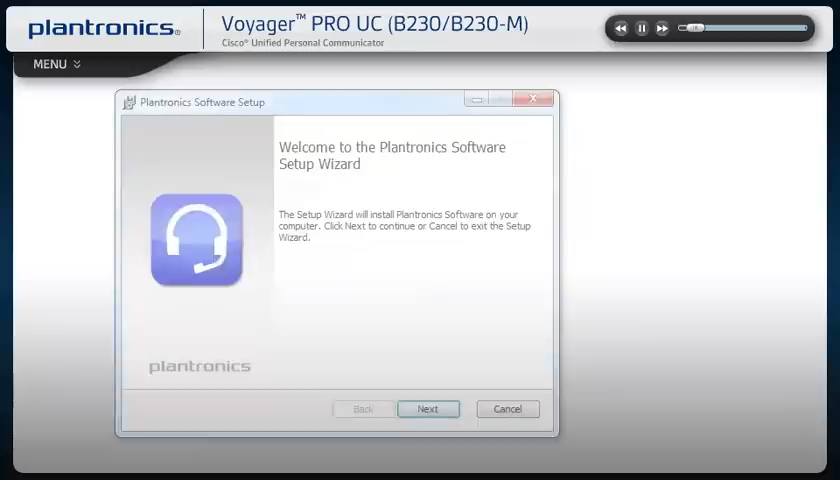 plantronics.
Voyager™ PRO UC (B230/B230-M)
Cisco® Unified Personal Communicator
MENU
Plantronics Software Setup
Welcome to the Plantronics Software
Setup Wizard
The Setup Wizard will install Plantronics Software on your
computer. Click Next to continue or Cancel to exit the Setup
Wizard.
plantronics
Back
Next
Cancel